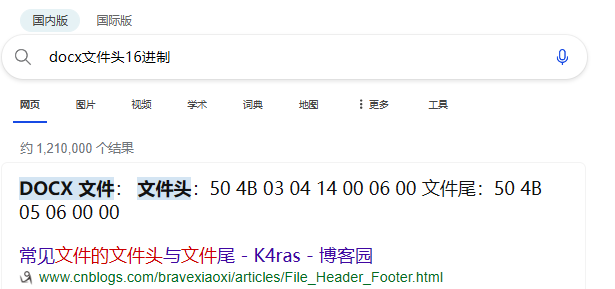 国内版 国际版
docx文件头16进制
网页 图片 视频 学术 词典 地图 更多 工具
约 1,210,000 个结果
DOCX 文件： 文件头：50 4B 03 04 14 00 06 00 文件尾：50 4B
05 06 00 00
常见文件的文件头与文件尾 - K4ras - 博客园
www.cnblogs.com/bravexiaoxi/articles/File_Header_Footer.html